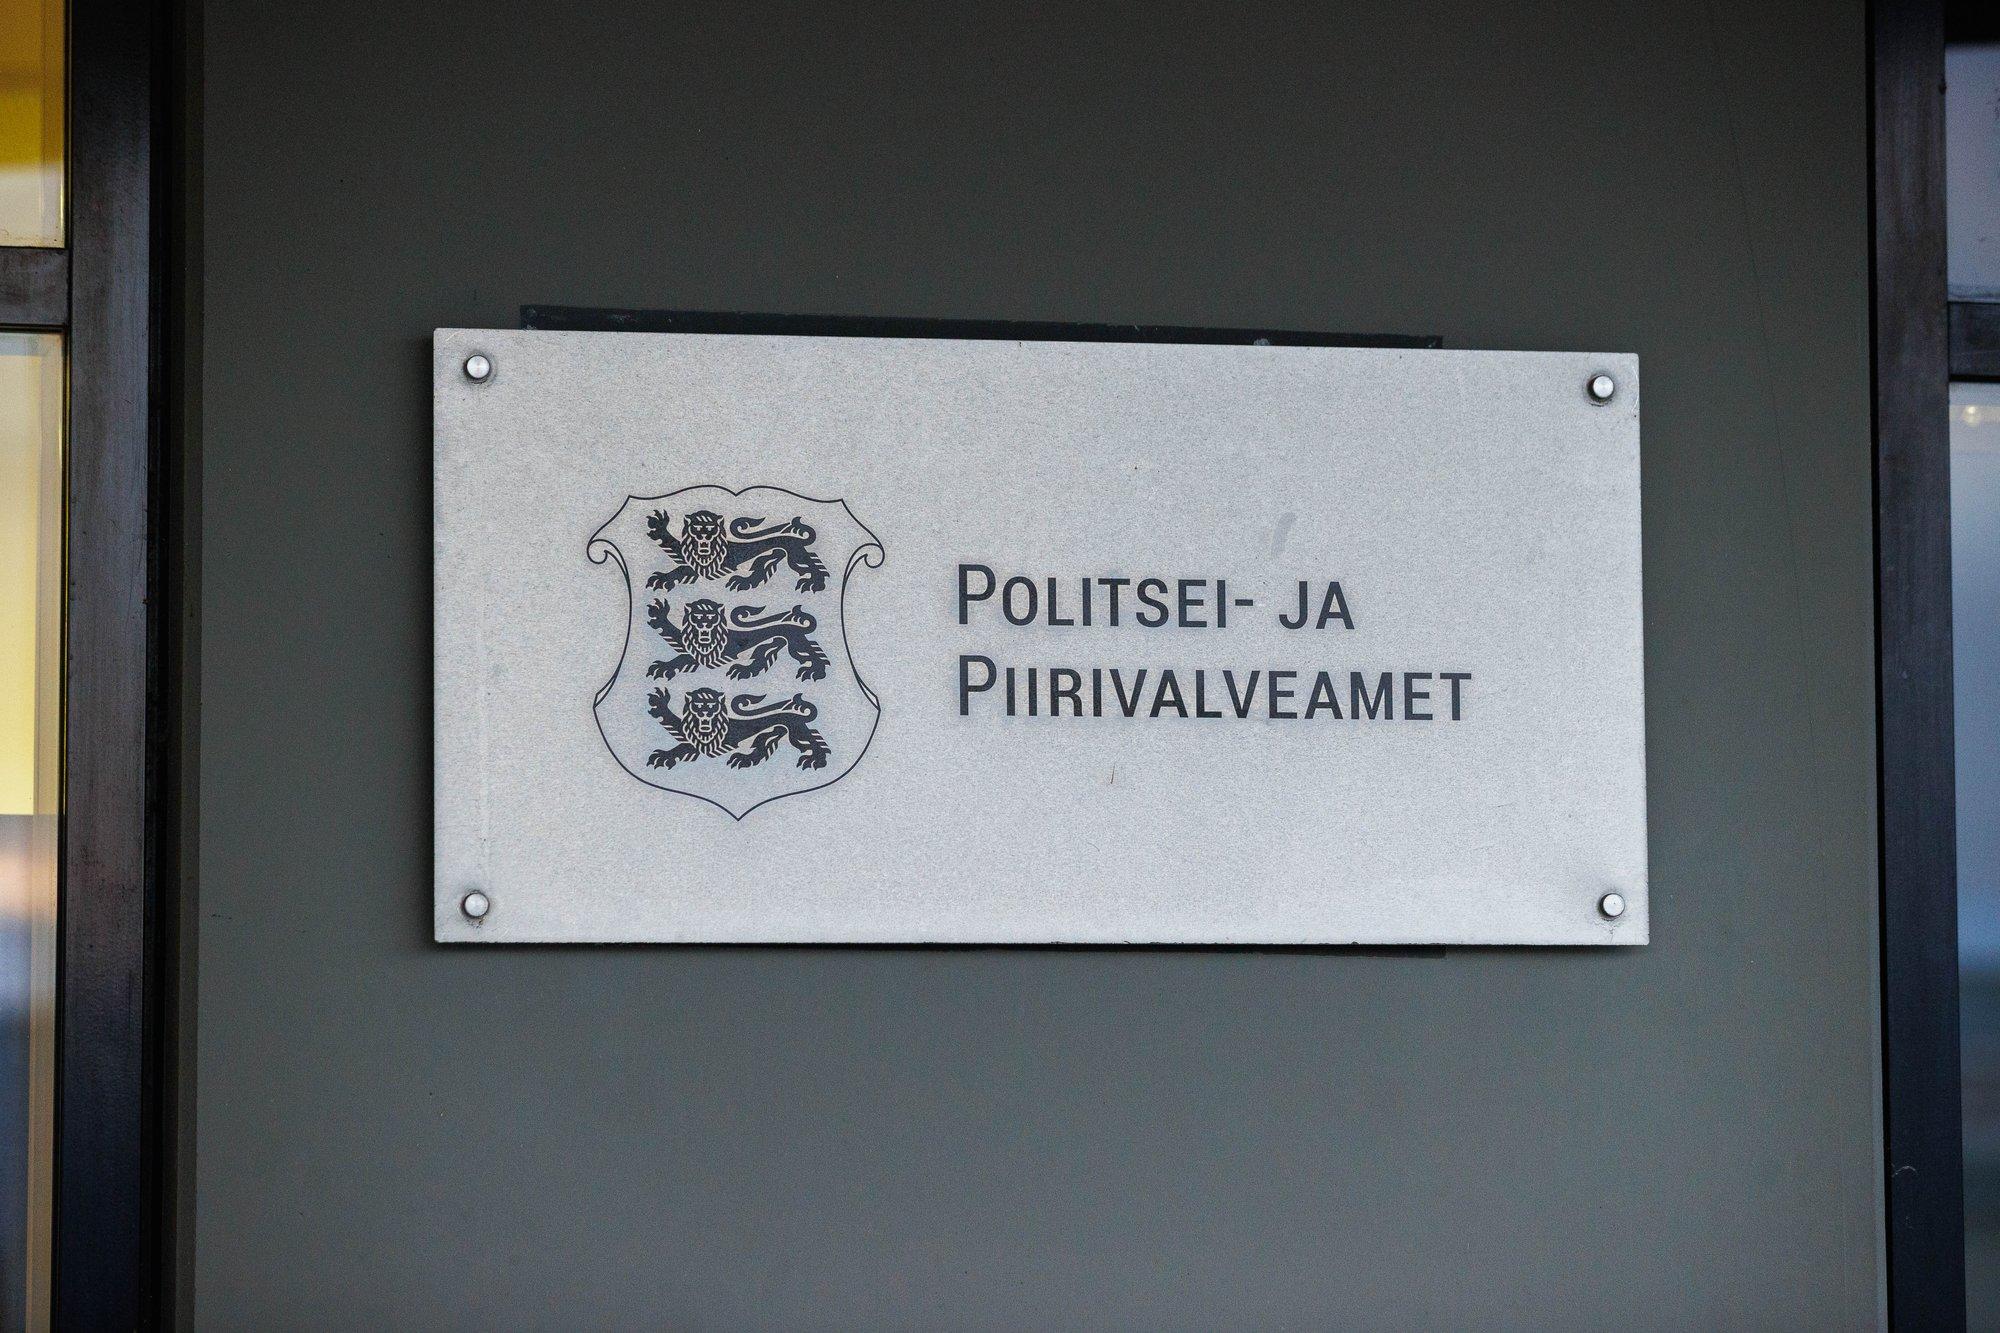 Politsei- ja
Piirivalveamet